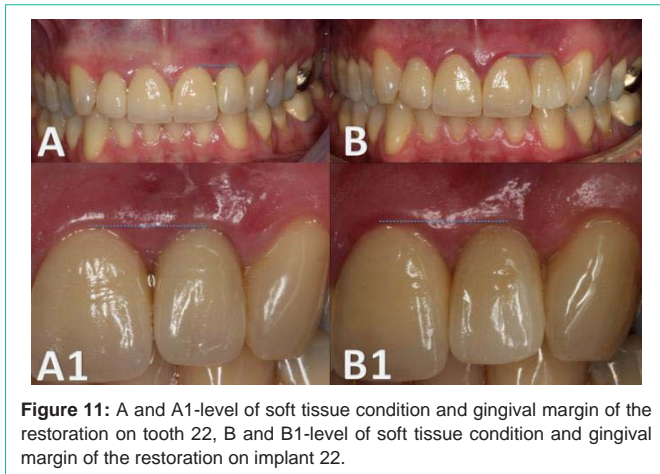 A
B
A1
B1
Figure 11: A and A1-level of soft tissue condition and gingival margin of the
restoration on tooth 22, B and B1-level of soft tissue condition and gingival
margin of the restoration on implant 22.